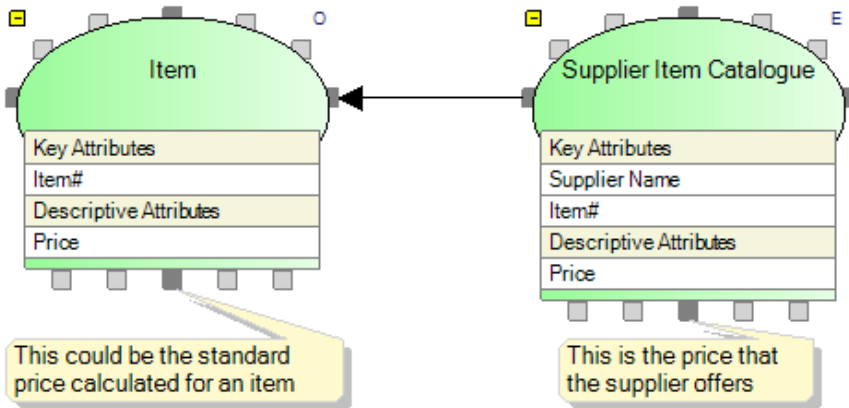 O
Item
Key Attributes
Item#
Descriptive Attributes
Price
This could be the standard
price calculated for an item
E
Supplier Item Catalogue
Key Attributes
Supplier Name
Item#
Descriptive Attributes
Price
This is the price that
the supplier offers